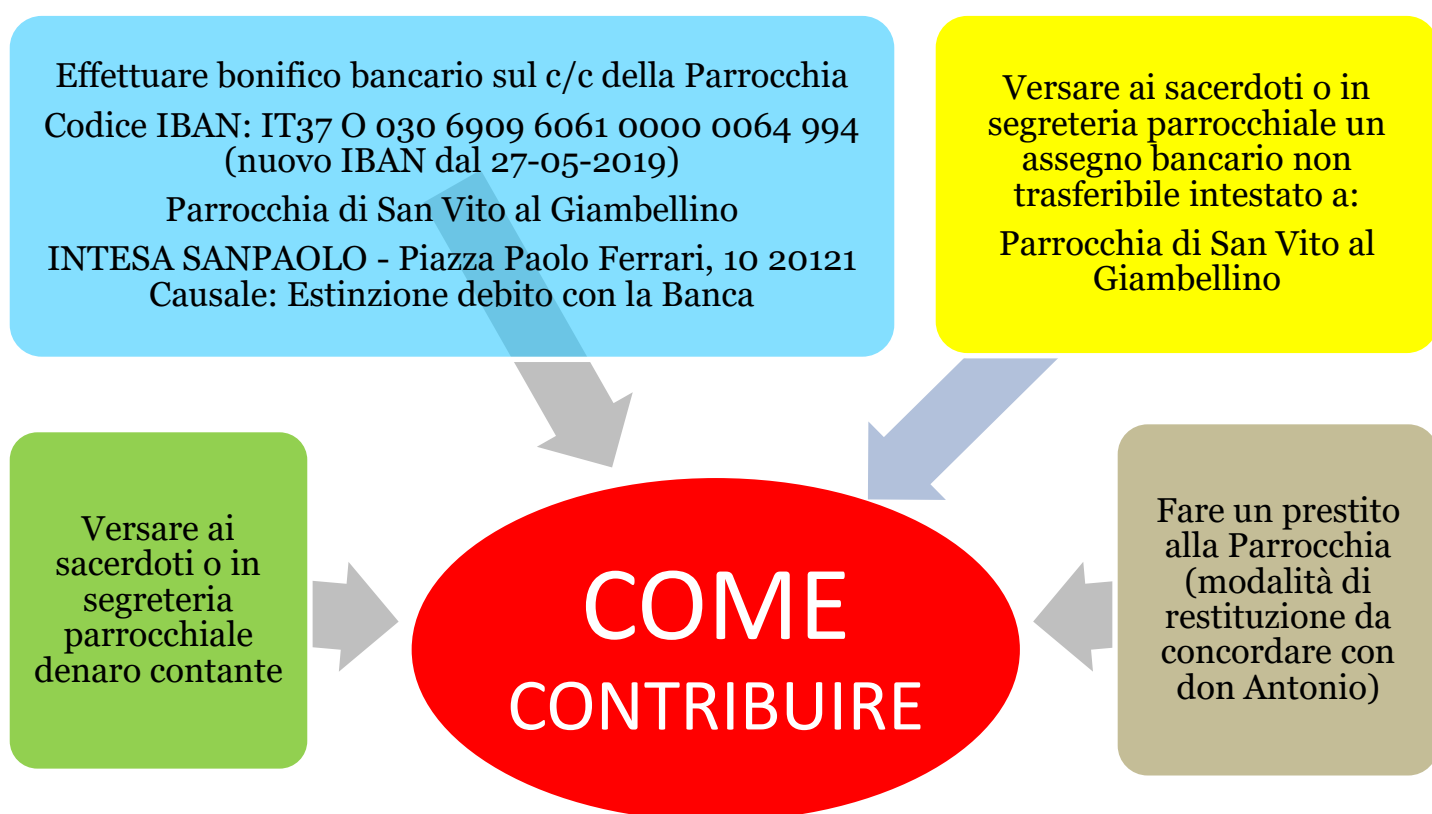 Effettuare bonifico bancario sul c/c della Parrocchia
Codice IBAN: IT37 O 030 6909 6061 0000 0064 994
(nuovo IBAN dal 27-05-2019)
Parrocchia di San Vito al Giambellino
INTESA SANPAOLO - Piazza Paolo Ferrari, 10 20121
Causale: Estinzione debito con la Banca
Versare ai sacerdoti o in
segreteria parrocchiale un
assegno bancario non
trasferibile intestato a:
Parrocchia di San Vito al
Giambellino
Versare ai
sacerdoti o in
segreteria
parrocchiale
denaro contante
COME
CONTRIBUIRE
Fare un prestito
alla Parrocchia
(modalità di
restituzione da
concordare con
don Antonio)